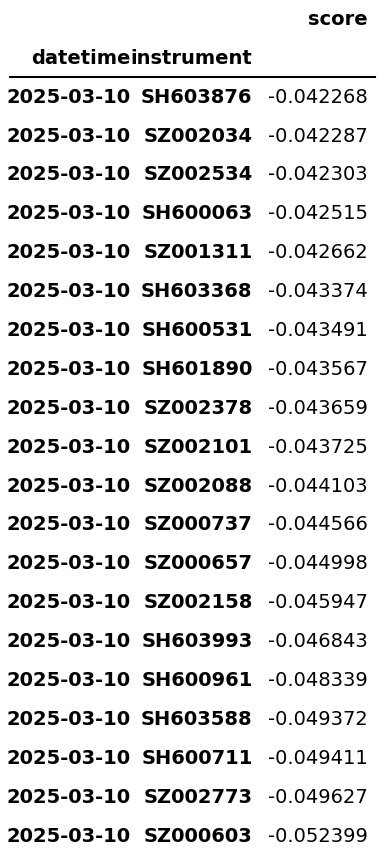 score
datetime instrument
2025-03-10 SH603876 -0.042268
2025-03-10 SZ002034 -0.042287
2025-03-10 SZ002534 -0.042303
2025-03-10 SH600063 -0.042515
2025-03-10 SZ001311 -0.042662
2025-03-10 SH603368 -0.043374
2025-03-10 SH600531 -0.043491
2025-03-10 SH601890 -0.043567
2025-03-10 SZ002378 -0.043659
2025-03-10 SZ002101 -0.043725
2025-03-10 SZ002088 -0.044103
2025-03-10 SZ000737 -0.044566
2025-03-10 SZ000657 -0.044998
2025-03-10 SZ002158 -0.045947
2025-03-10 SH603993 -0.046843
2025-03-10 SH600961 -0.048339
2025-03-10 SH603588 -0.049372
2025-03-10 SH600711 -0.049411
2025-03-10 SZ002773 -0.049627
2025-03-10 SZ000603 -0.052399